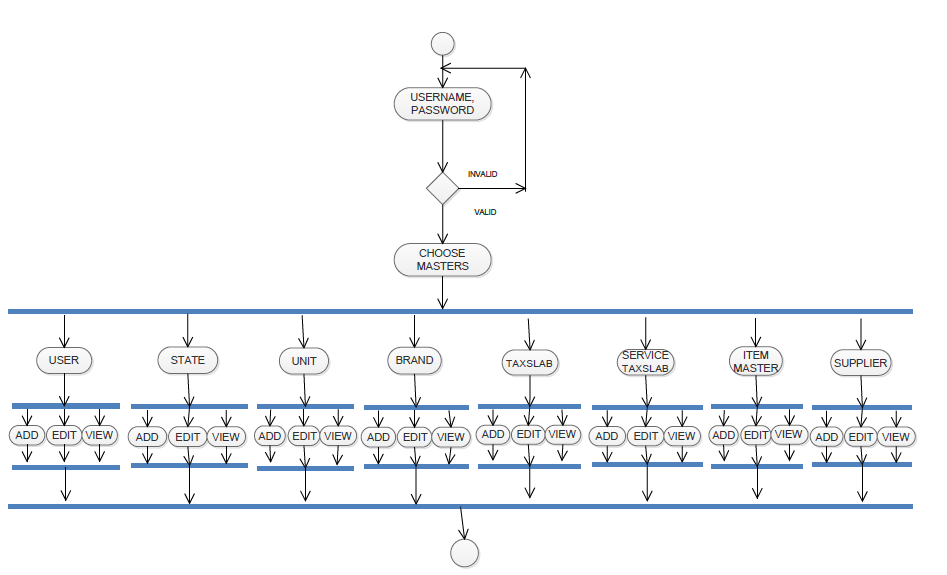 USERNAME,
PASSWORD
INVALID
VALID
CHOOSE
MASTERS
USER
STATE
UNIT
BRAND
TAXSLAB
SERVICE
TAXSLAB
ITEM
MASTER
SUPPLIER
ADD EDIT VIEW
ADD EDIT VIEW
ADD EDIT VIEW
ADD EDIT VIEW
ADD EDIT VIEW
ADD EDIT VIEW
ADD EDIT VIEW
ADD EDIT VIEW